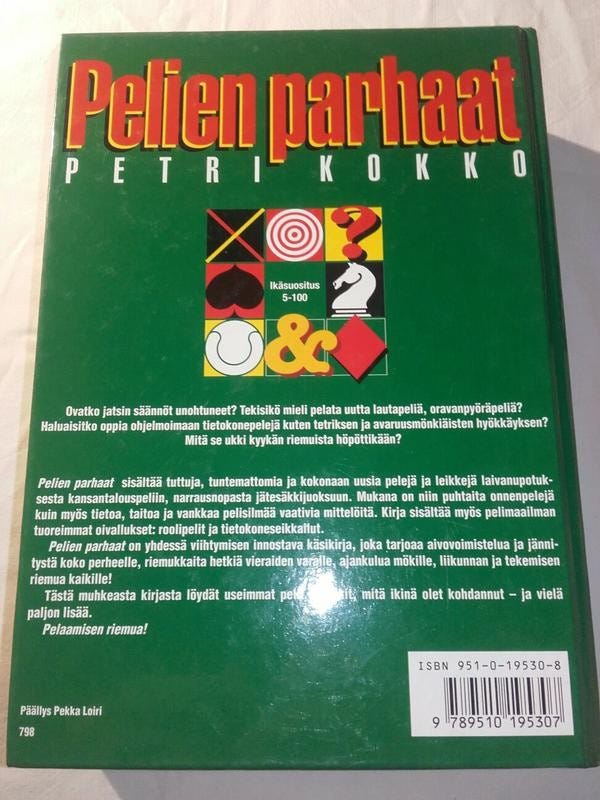 Pelien parhaat
PETRI KOKKO
?
Ikäsuositus
5-100
&
Ovatko jatsin säännöt unohtuneet? Tekisikö mieli pelata uutta lautapeliä, oravanpyöräpeliä?
Haluaisitko oppia ohjelmoimaan tietokonepelejä kuten tetriksen ja avaruusmönkiäisten hyökkäyksen?
Mitä se ukki kyykän riemuista höpöttikään?
Pelien parhaat sisältää tuttuja, tuntemattomia ja kokonaan uusia pelejä ja leikkejä laivanupotuk-
sesta kansantalouspeliin, narrausnopasta jätesäkkijuoksuun. Mukana on niin puhtaita onnenpelejä
kuin myös tietoa, taitoa ja vankkaa pelisilmää vaativia mittelöitä. Kirja sisältää myös pelimaailman
tuoreimmat oivallukset: roolipelit ja tietokoneseikkailut.
Pelien parhaat on yhdessä viihtymisen innostava käsikirja, joka tarjoaa aivovoimistelua ja jänni-
tystä koko perheelle, riemukkaita hetkiä vieraiden varalle, ajankulua mökille, liikunnan ja tekemisen
riemua kaikille!
Tästä muhkeasta kirjasta löydät useimmat mitä ikinä olet kohdannut – ja vielä
paljon lisää.
Pelaamisen riemua!
ISBN 951-0-19530-8
9 789510 195307
Päällys Pekka Loiri
798